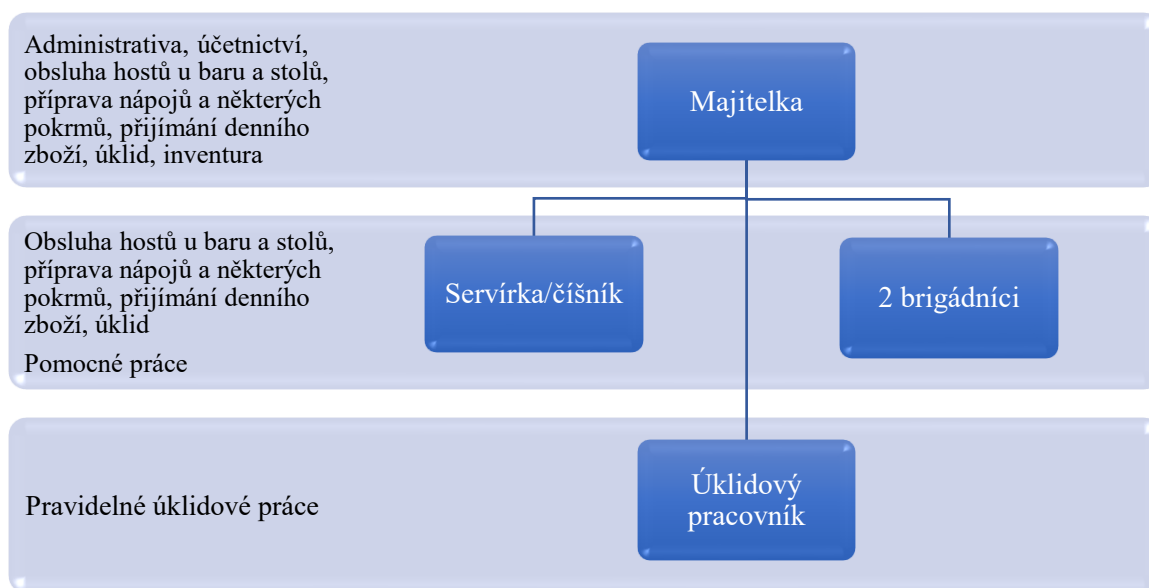 Administrativa, účetnictví,
obsluha hostů u baru a stolů,
příprava nápojů a některých
pokrmů, přijímání denního
zboží, úklid, inventura
Majitelka
Obsluha hostů u baru a stolů,
příprava nápojů a některých
pokrmů, přijímání denního
zboží, úklid
Pomocné práce
Servírka/číšník
2 brigádníci
Pravidelné úklidové práce
Úklidový
pracovník